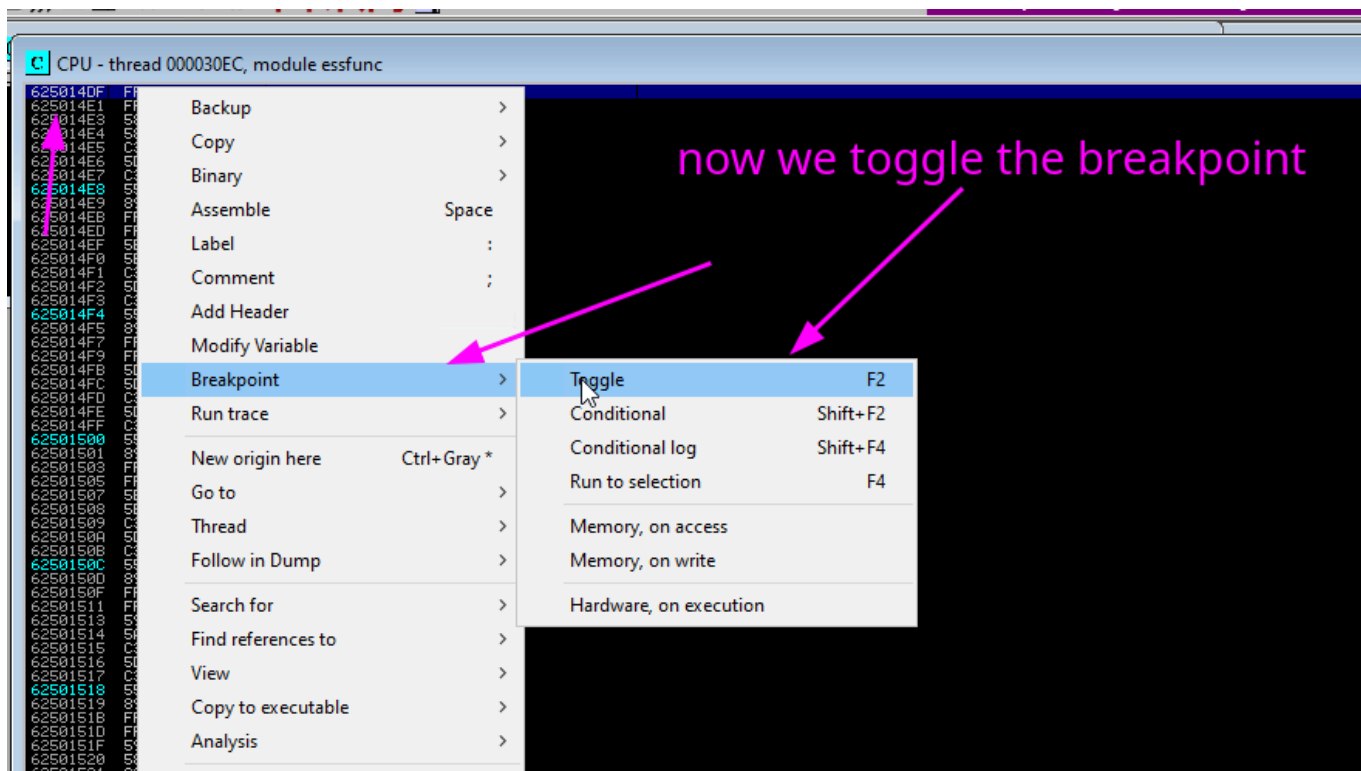 CPU - thread 000030EC, module essfunc
625014DF
625014E1
625014E3
625014E4
625014E5
625014E6
625014E7
625014E8
625014E9
625014EB
625014ED
625014EF
625014F0
625014F1
625014F2
625014F3
625014F4
625014F5
625014F7
625014F9
625014FB
625014FC
625014FD
625014FE
625014FF
62501500
62501501
62501503
62501505
62501507
62501508
62501509
6250150A
6250150B
6250150C
6250150D
6250150F
62501511
62501513
62501514
62501515
62501516
62501517
62501518
62501519
6250151B
6250151D
6250151F
62501520
now we toggle the breakpoint
Backup
Copy
Binary
Assemble Space
Label :
Comment ;
Add Header
Modify Variable
Breakpoint
Run trace
New origin here Ctrl+Gray *
Go to
Thread
Follow in Dump
Search for
Find references to
View
Copy to executable
Analysis
Toggle F2
Conditional Shift+F2
Conditional log Shift+F4
Run to selection F4
Memory, on access
Memory, on write
Hardware, on execution